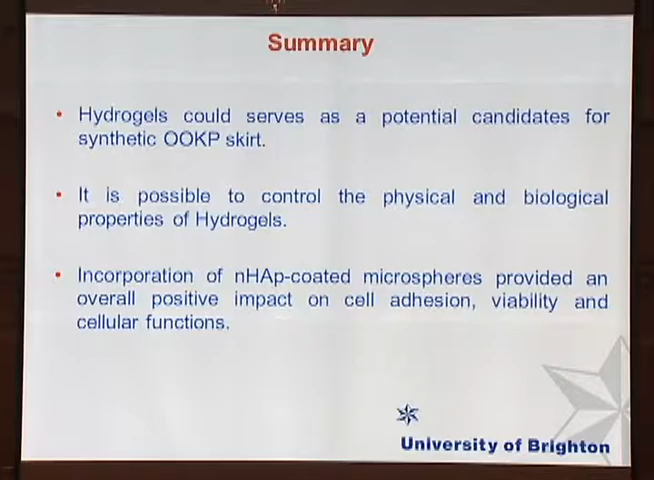 Summary
• Hydrogels could serves as a potential candidates for
synthetic OOKP skirt.
• It is possible to control the physical and biological
properties of Hydrogels.
• Incorporation of nHAp-coated microspheres provided an
overall positive impact on cell adhesion, viability and
cellular functions.
University of Brighton